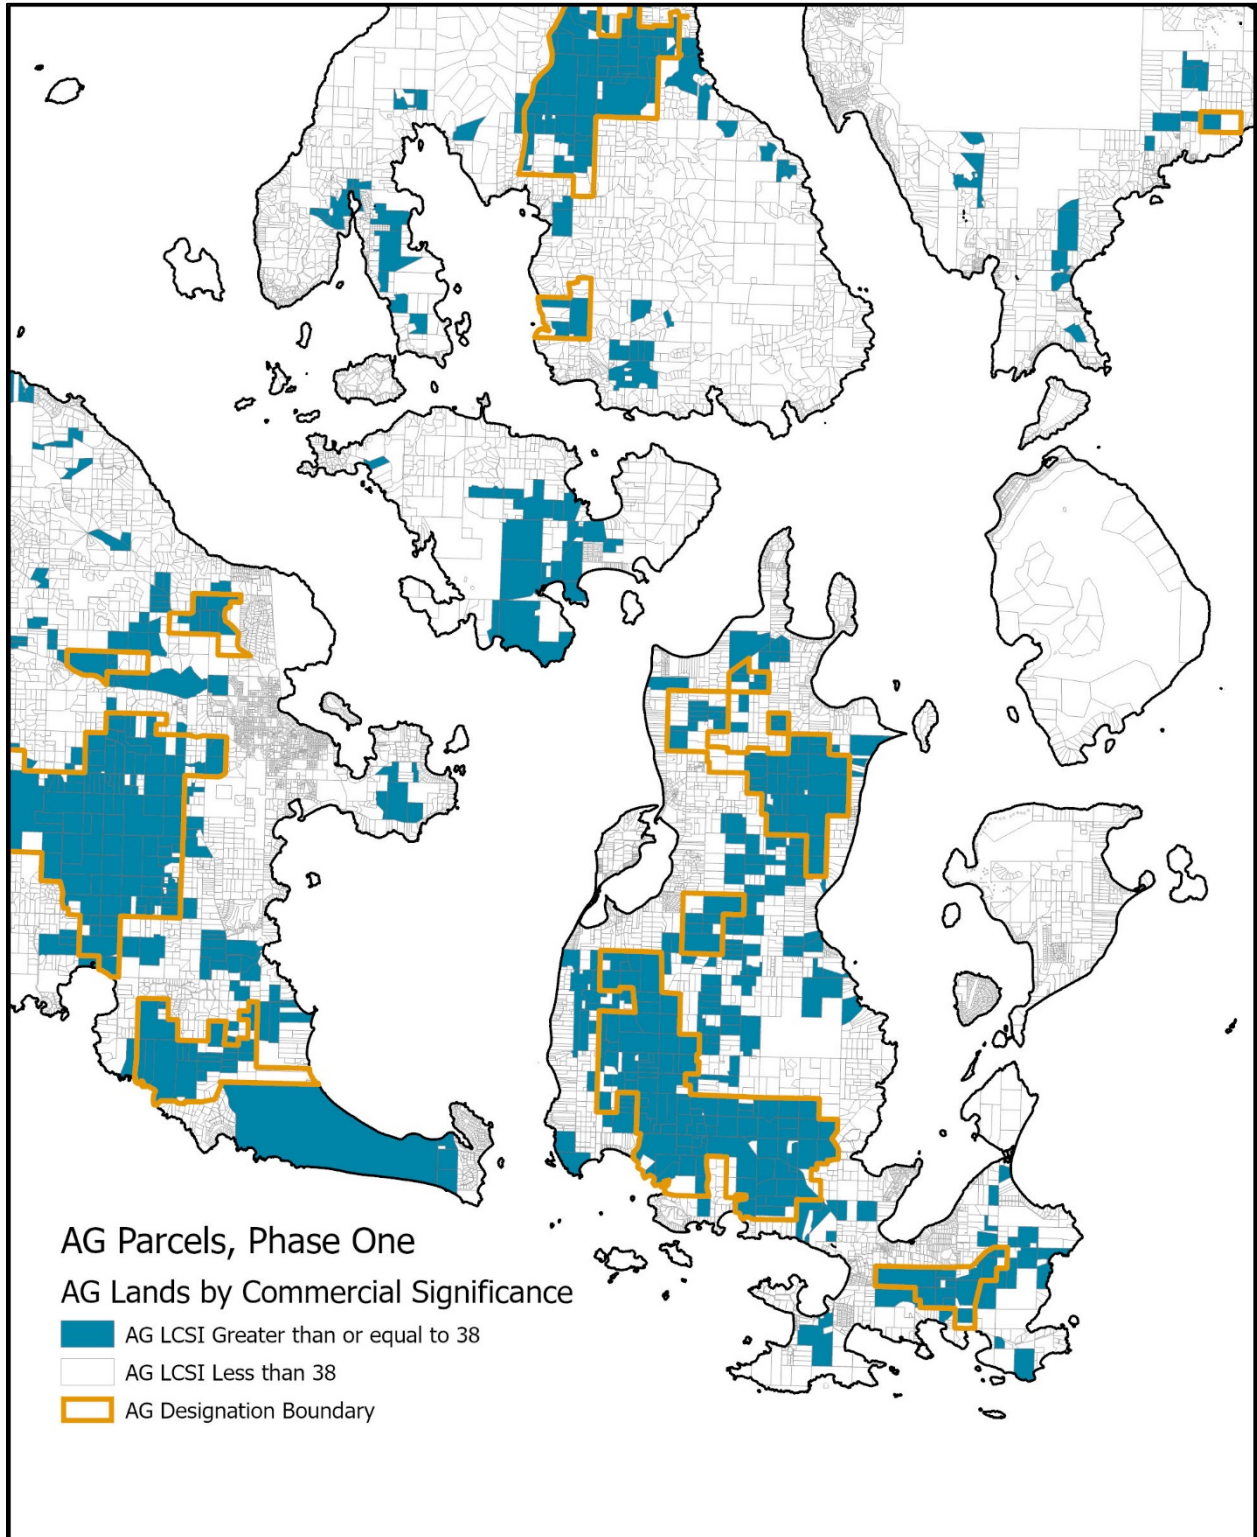 AG Parcels, Phase One
AG Lands by Commercial Significance
AG LCSI Greater than or equal to 38
AG LCSI Less than 38
AG Designation Boundary